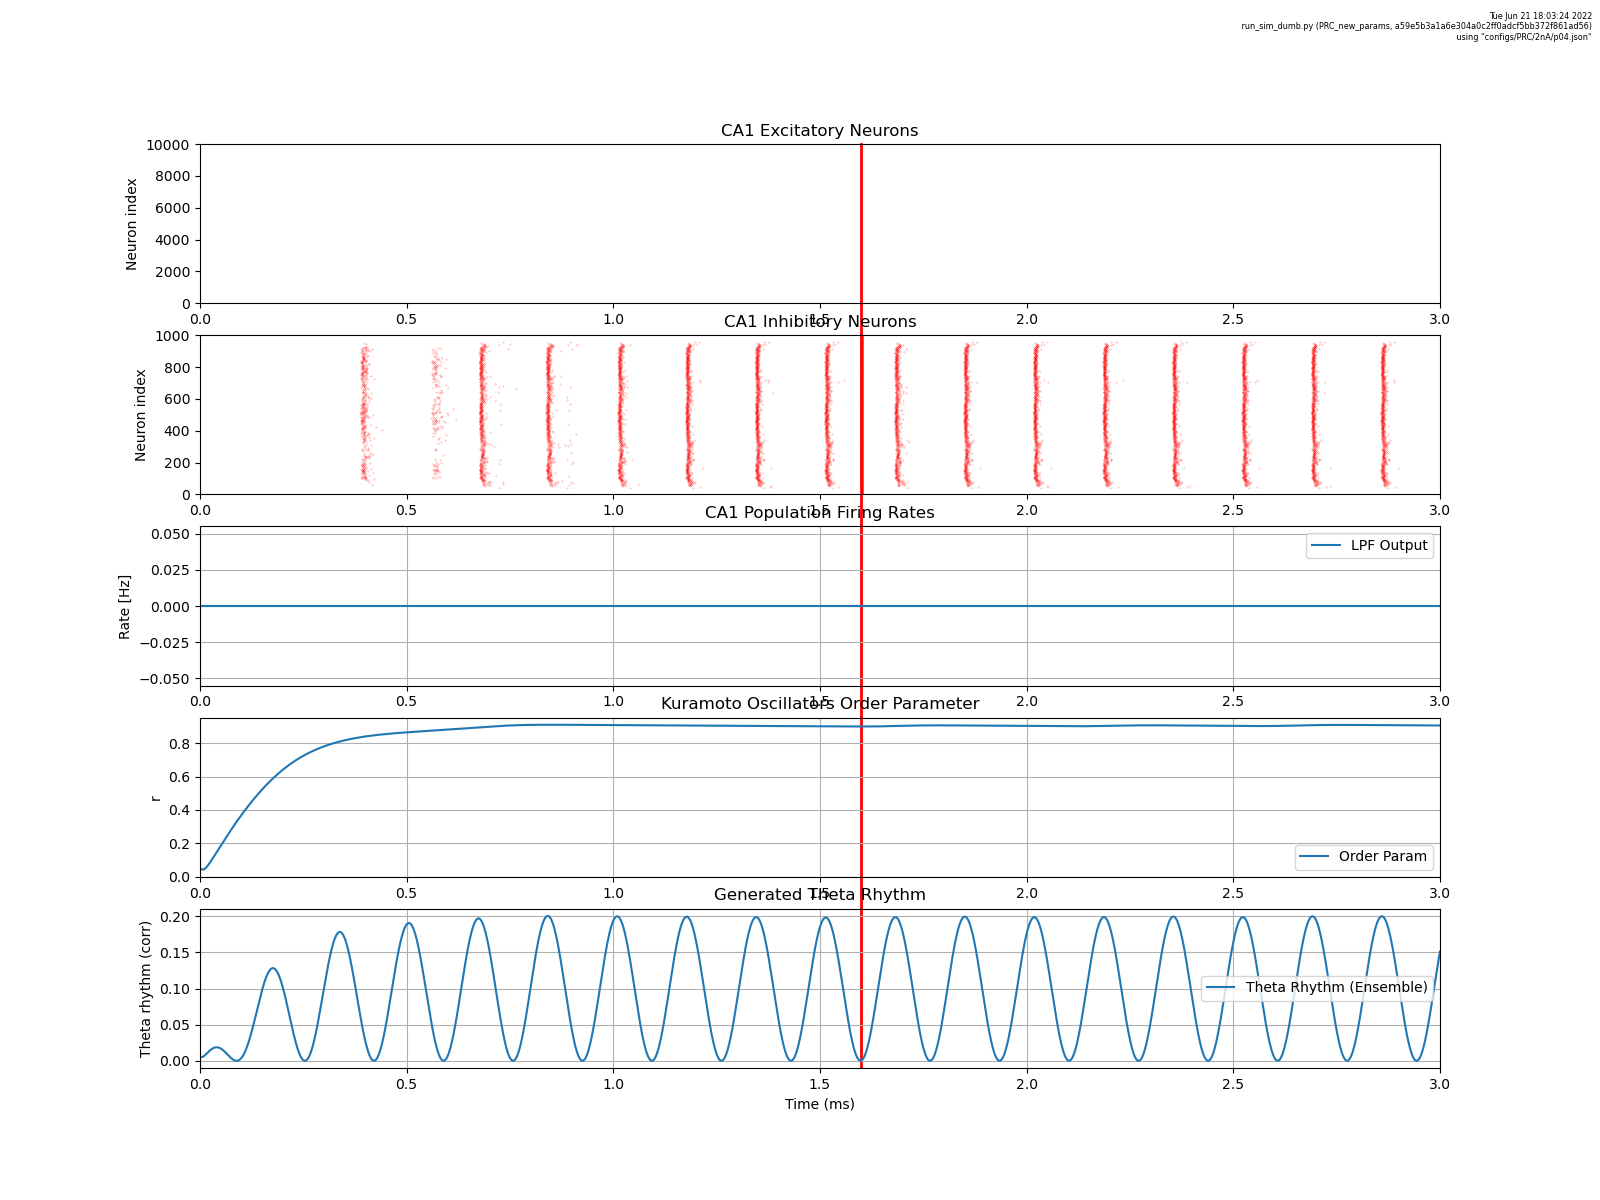 Tue Jun 21 18:03:24 2022
run_sim_dumb.py (PRC_new_params, a59e5b3a1a6e304a0c2ff0adcf5bb372f861ad56)
using "configs/PRC/2nA/p04.json"
CA1 Excitatory Neurons
Neuron index
10000
8000
6000
4000
2000
0
0.0 0.5 1.0 1.5 2.0 2.5 3.0
CA1 Inhibitory Neurons
Neuron index
1000
800
600
400
200
0
0.0 0.5 1.0 1.5 2.0 2.5 3.0
CA1 Population Firing Rates
Rate [Hz]
0.050
0.025
0.000
−0.025
−0.050
LPF Output
0.0 0.5 1.0 1.5 2.0 2.5 3.0
Kuramoto Oscillators Order Parameter
r
0.8
0.6
0.4
0.2
0.0
Order Param
0.0 0.5 1.0 1.5 2.0 2.5 3.0
Generated Theta Rhythm
Theta rhythm (corr)
0.20
0.15
0.10
0.05
0.00
Theta Rhythm (Ensemble)
0.0 0.5 1.0 1.5 2.0 2.5 3.0
Time (ms)